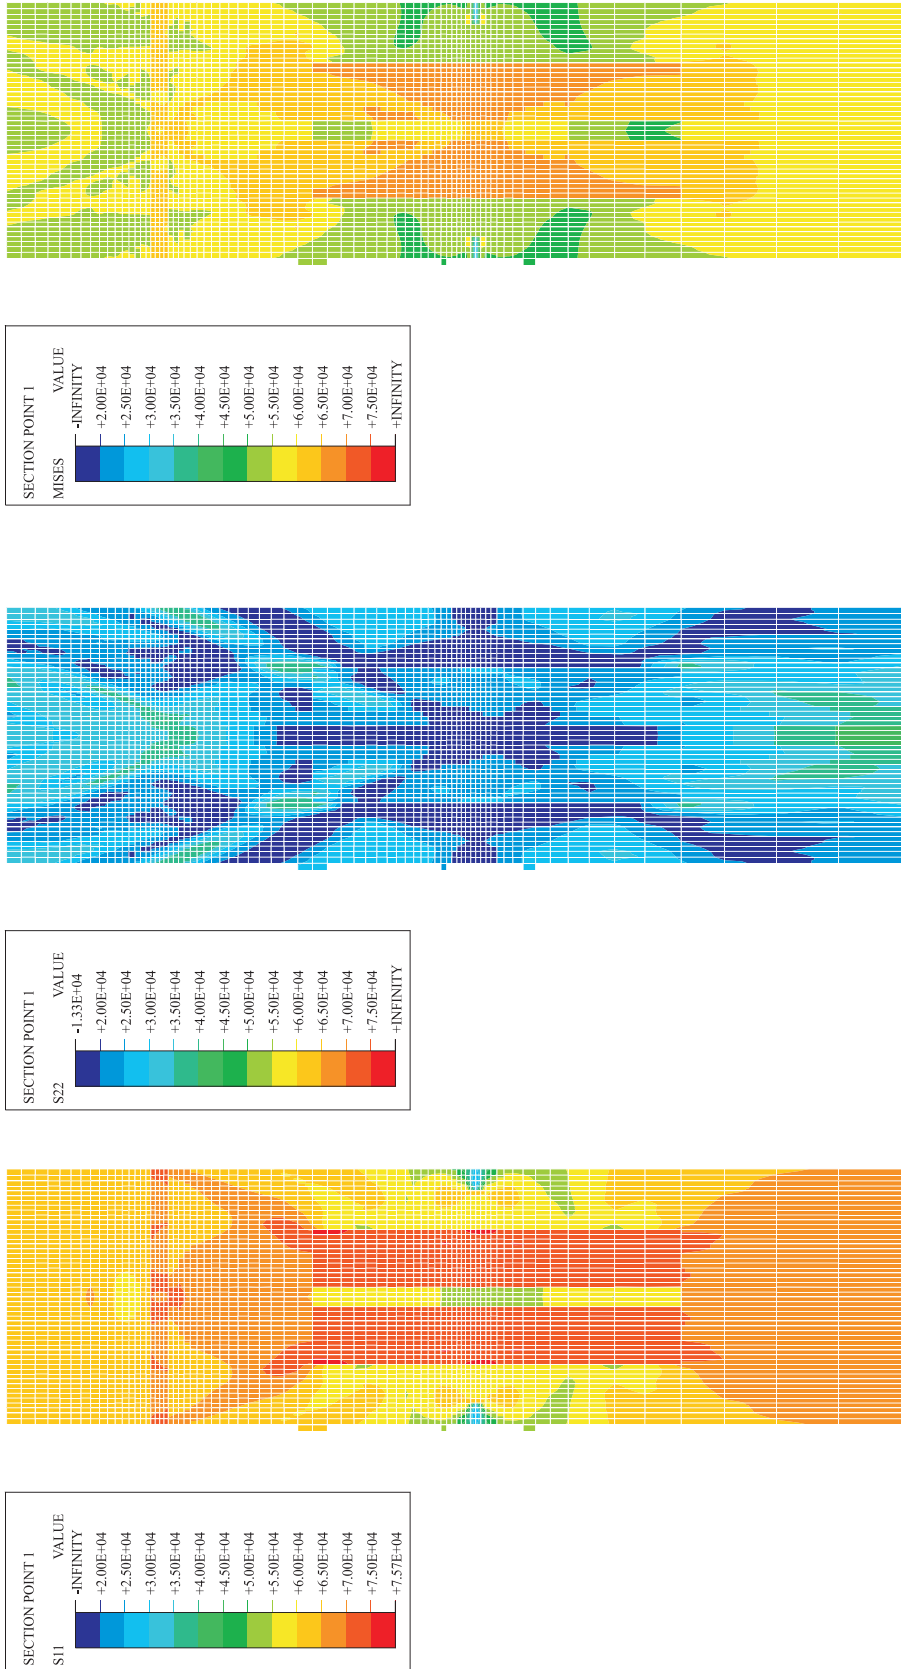 SECTION POINT 1
MISES VALUE
-INFINITY
+2.00E+04
+2.50E+04
+3.00E+04
+3.50E+04
+4.00E+04
+4.50E+04
+5.00E+04
+5.50E+04
+6.00E+04
+6.50E+04
+7.00E+04
+7.50E+04
+INFINITY
SECTION POINT 1
S22 VALUE
-1.33E+04
+2.00E+04
+2.50E+04
+3.00E+04
+3.50E+04
+4.00E+04
+4.50E+04
+5.00E+04
+5.50E+04
+6.00E+04
+6.50E+04
+7.00E+04
+7.50E+04
+INFINITY
SECTION POINT 1
S11 VALUE
-INFINITY
+2.00E+04
+2.50E+04
+3.00E+04
+3.50E+04
+4.00E+04
+4.50E+04
+5.00E+04
+5.50E+04
+6.00E+04
+6.50E+04
+7.00E+04
+7.50E+04
+7.57E+04